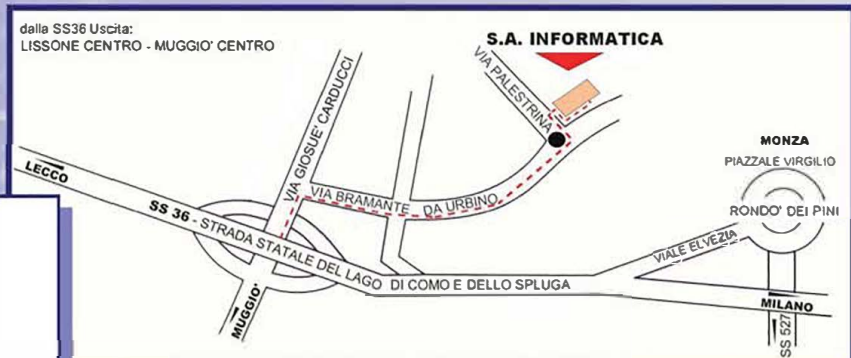 dalla SS36 Uscita:
LISSONE CENTRO - MUGGIO' CENTRO
S.A. INFORMATICA
VIA PALESTRINA
VIA GIOSUE' CARDUCCI
MONZA
PIAZZALE VIRGILIO
RONDO' DEI PINI
LECCO
VIA BRAMANTE DA URBINO
SS 36 - STRADA STATALE DEL LAGO DI COMO E DELLO SPLUGA
VIALE ELVEZIA
MILANO
MUGGIO'
SS 527